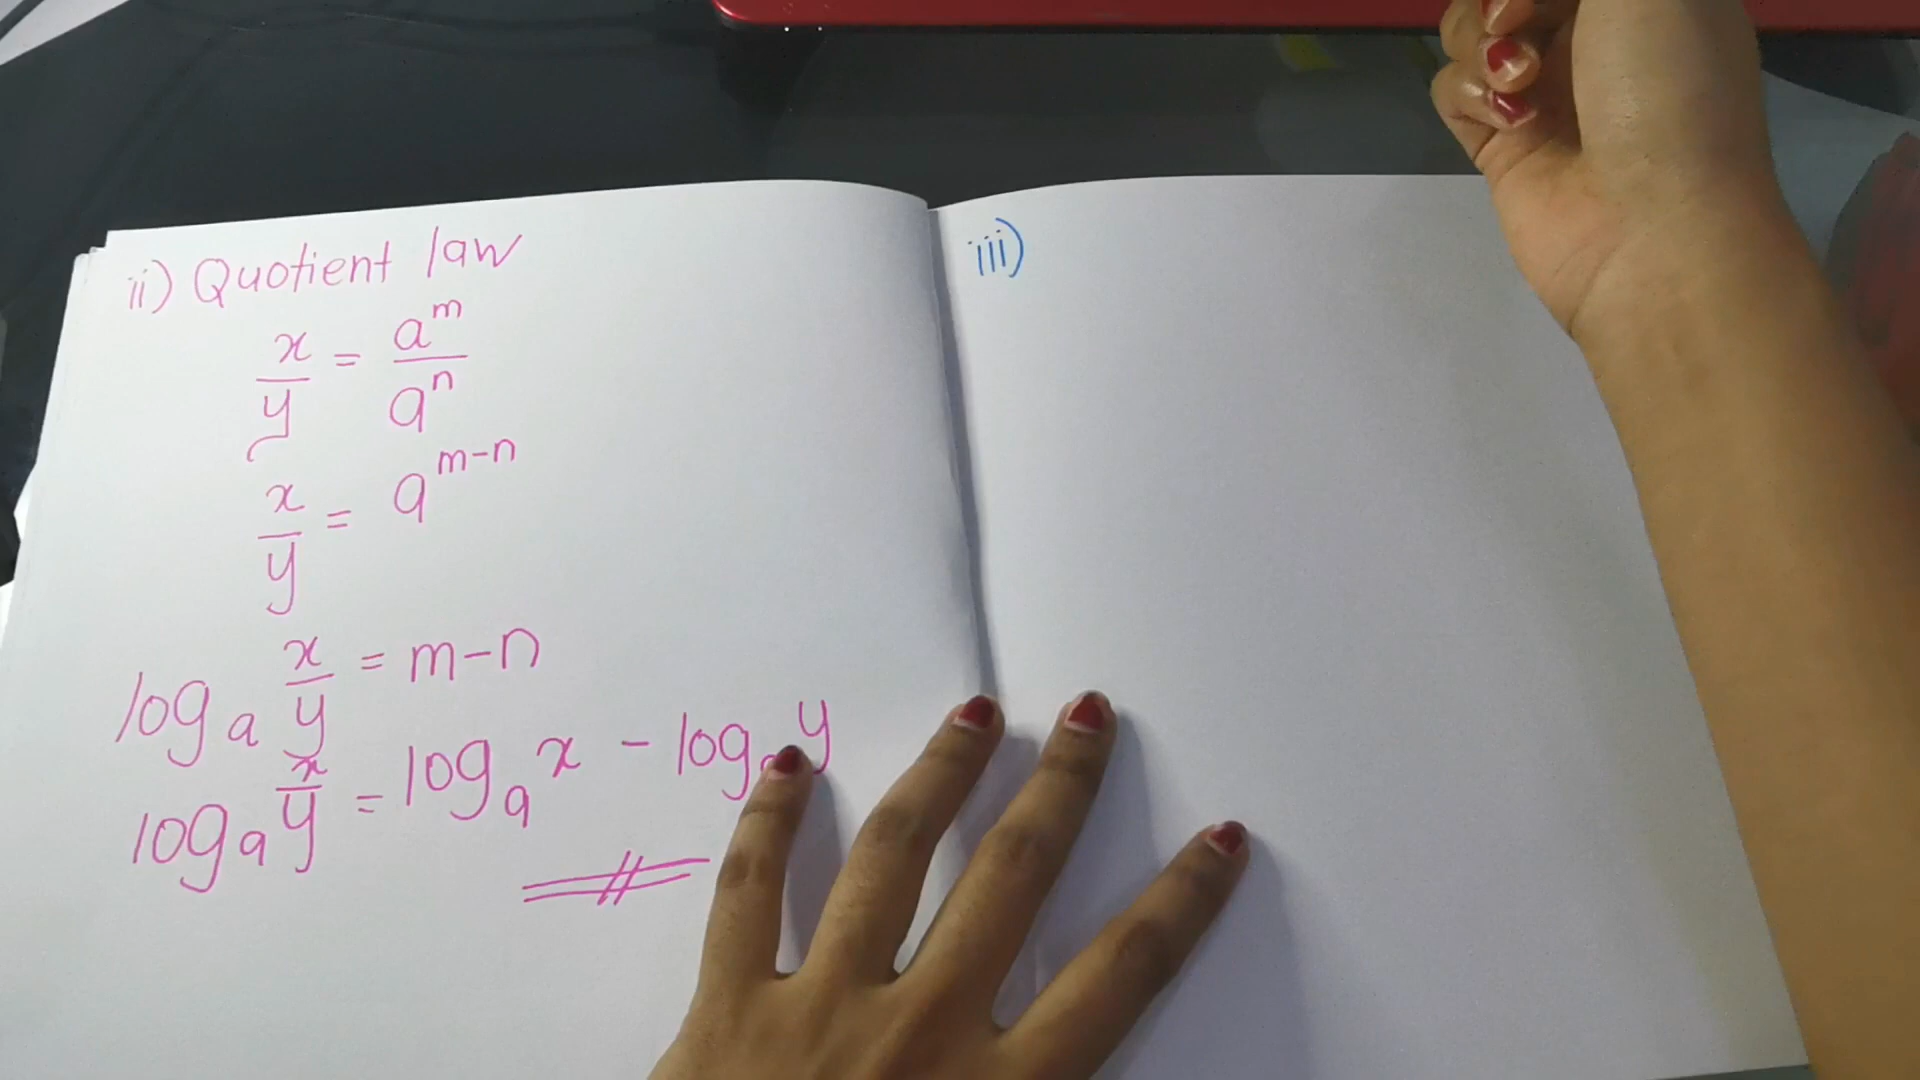 ii) Quotient law
x/y = a^m/a^n
x/y = a^(m-n)
log_a x/y = m-n
log_a x/y = log_a x - log_a y
iii)